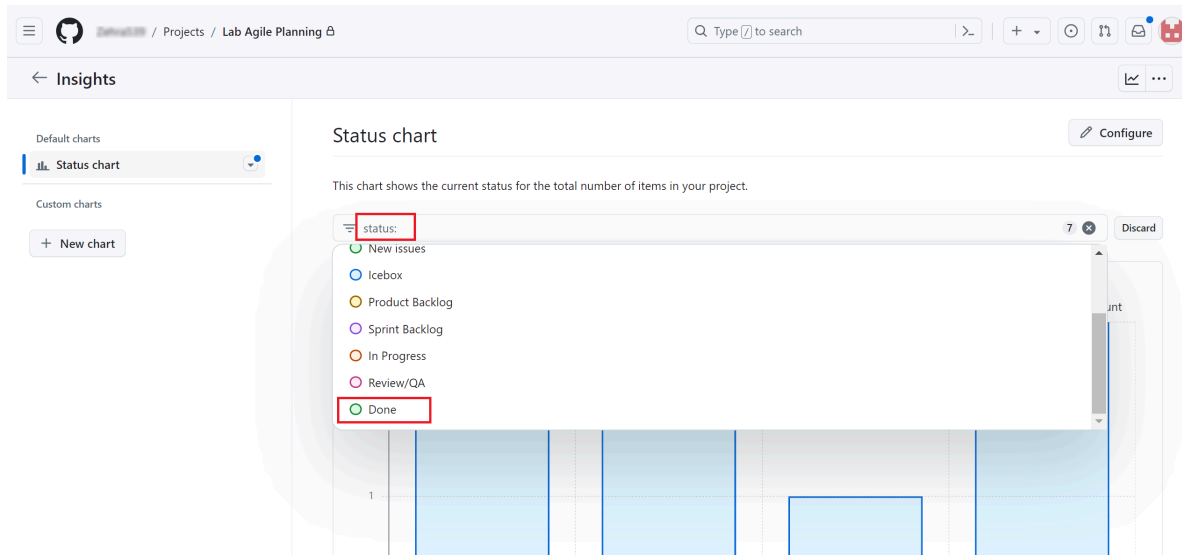 / Projects / Lab Agile Planning
Type / to search
Insights
Default charts
Status chart
Custom charts
+ New chart
Status chart
Configure
This chart shows the current status for the total number of items in your project.
status:
7
Discard
New issues
Icebox
Product Backlog
Sprint Backlog
In Progress
Review/QA
Done
unt
1